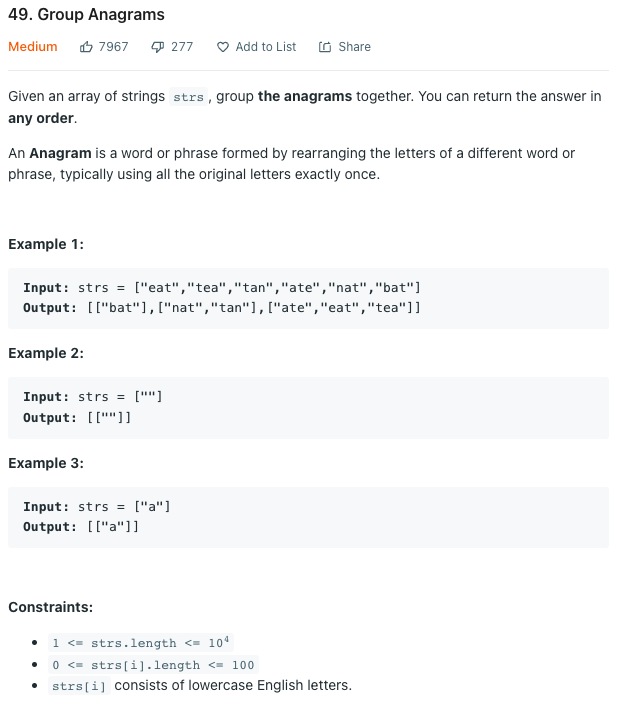 49. Group Anagrams
Medium 7967 277 Add to List Share
Given an array of strings strs, group the anagrams together. You can return the answer in
any order.
An Anagram is a word or phrase formed by rearranging the letters of a different word or
phrase, typically using all the original letters exactly once.
Example 1:
Input: strs = ["eat","tea","tan","ate","nat","bat"]
Output: [["bat"],["nat","tan"],["ate","eat","tea"]]
Example 2:
Input: strs = [""]
Output: [[""]]
Example 3:
Input: strs = ["a"]
Output: [["a"]]
Constraints:
• 1 <= strs.length <= 10⁴
• 0 <= strs[i].length <= 100
• strs[i] consists of lowercase English letters.